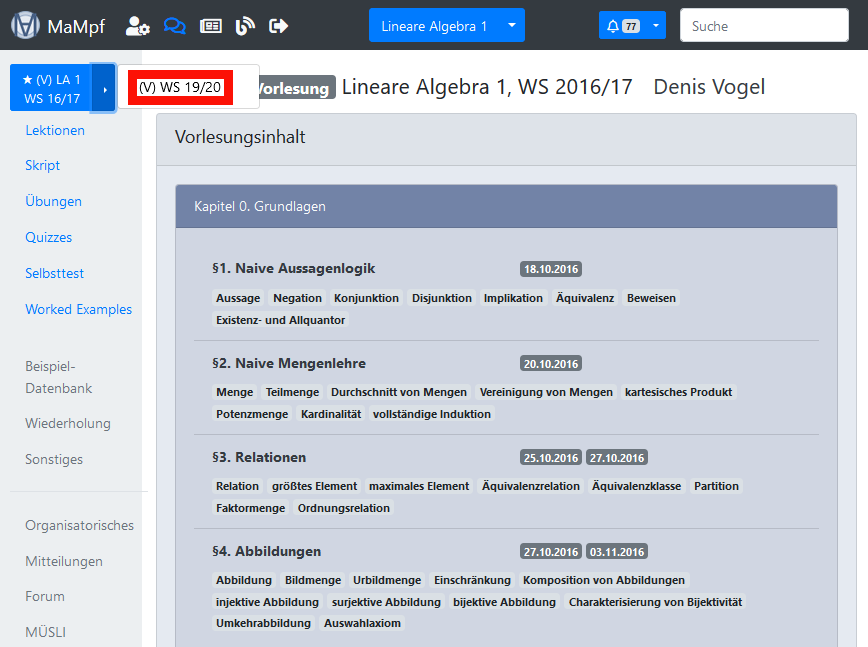 MaMpf
Lineare Algebra 1
77
Suche
★ (V) LA 1
WS 16/17
(V) WS 19/20
Vorlesung Lineare Algebra 1, WS 2016/17 Denis Vogel
Lektionen
Skript
Übungen
Quizzes
Selbsttest
Worked Examples
Beispiel-
Datenbank
Wiederholung
Sonstiges
Organisatorisches
Mitteilungen
Forum
MÜSLI
Vorlesungsinhalt
Kapitel 0. Grundlagen
§1. Naive Aussagenlogik 18.10.2016
Aussage Negation Konjunktion Disjunktion Implikation Äquivalenz Beweisen
Existenz- und Allquantor
§2. Naive Mengenlehre 20.10.2016
Menge Teilmenge Durchschnitt von Mengen Vereinigung von Mengen kartesisches Produkt
Potenzmenge Kardinalität vollständige Induktion
§3. Relationen 25.10.2016 27.10.2016
Relation größtes Element maximales Element Äquivalenzrelation Äquivalenzklasse Partition
Faktormenge Ordnungsrelation
§4. Abbildungen 27.10.2016 03.11.2016
Abbildung Bildmenge Urbildmenge Einschränkung Komposition von Abbildungen
injektive Abbildung surjektive Abbildung bijektive Abbildung Charakterisierung von Bijektivität
Umkehrabbildung Auswahlaxiom